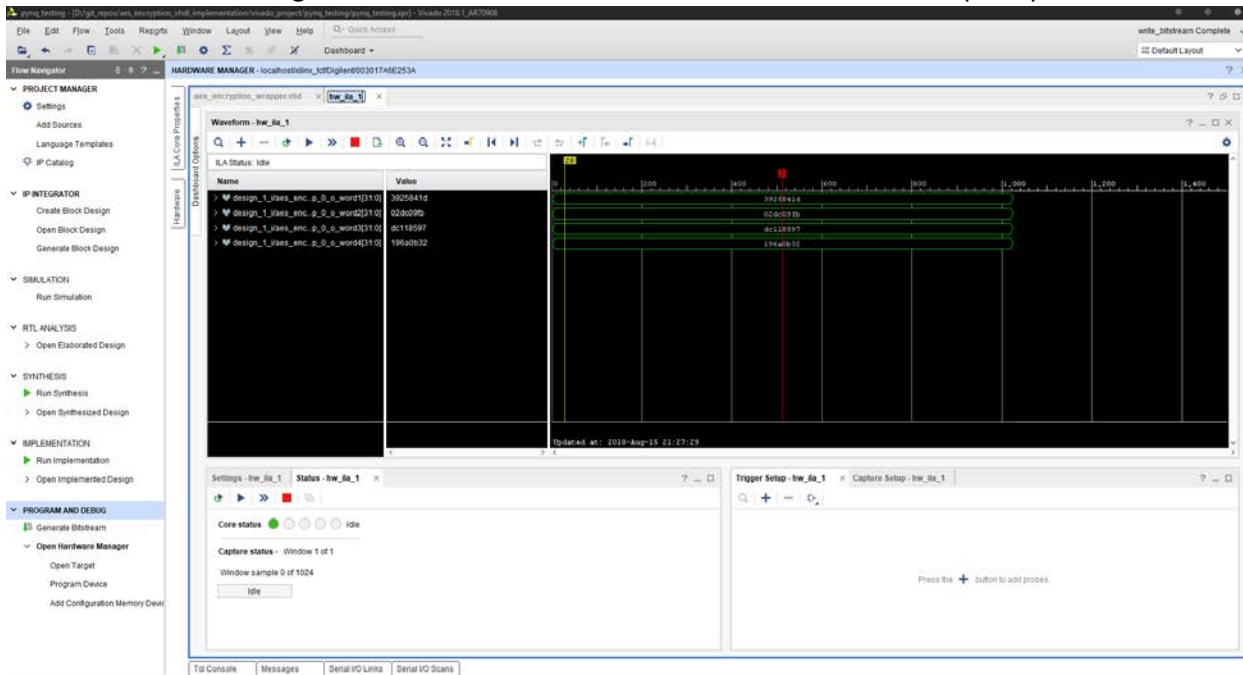 pynq_testing - [D:/git_repos/aes_encryption_vhdl_implementation/vivado_project/pynq_testing/pynq_testing.xpr] - Vivado 2018.1_AR70908
File Edit Flow Tools Reports Window Layout View Help Quick Access
write_bitstream Complete
Dashboard
Default Layout
Flow Navigator
HARDWARE MANAGER - localhost/xilinx_tcf/Digilent/003017A6E253A
PROJECT MANAGER
Settings
Add Sources
Language Templates
IP Catalog
IP INTEGRATOR
Create Block Design
Open Block Design
Generate Block Design
SIMULATION
Run Simulation
RTL ANALYSIS
Open Elaborated Design
SYNTHESIS
Run Synthesis
Open Synthesized Design
IMPLEMENTATION
Run Implementation
Open Implemented Design
PROGRAM AND DEBUG
Generate Bitstream
Open Hardware Manager
Open Target
Program Device
Add Configuration Memory Devic
ILA Core Properties
Hardware
Dashboard Options
aes_encryption_wrapper.vhd
hw_ila_1
Waveform - hw_ila_1
ILA Status: Idle
Name Value
0 200 400 600 800 1,000 1,200 1,400
design_1_i/aes_enc...p_0_o_word1[31:0] 3925841d 3925841d
design_1_i/aes_enc...p_0_o_word2[31:0] 02dc09fb 02dc09fb
design_1_i/aes_enc...p_0_o_word3[31:0] dc118597 dc118597
design_1_i/aes_enc...p_0_o_word4[31:0] 196a0b32 196a0b32
Updated at: 2018-Aug-15 21:27:29
Settings - hw_ila_1 Status - hw_ila_1
Core status Idle
Capture status - Window 1 of 1
Window sample 0 of 1024
Idle
Trigger Setup - hw_ila_1 Capture Setup - hw_ila_1
Press the + button to add probes.
Tcl Console Messages Serial I/O Links Serial I/O Scans